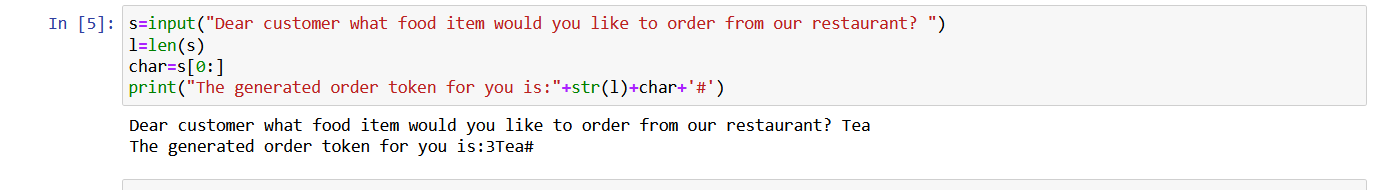 In [5]: s=input("Dear customer what food item would you like to order from our restaurant? ")
l=len(s)
char=s[0:]
print("The generated order token for you is:"+str(l)+char+'#')
Dear customer what food item would you like to order from our restaurant? Tea
The generated order token for you is:3Tea#